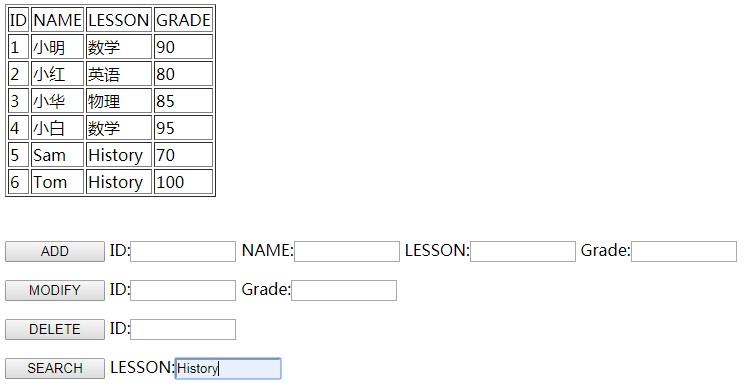 ID NAME LESSON GRADE
1 小明 数学 90
2 小红 英语 80
3 小华 物理 85
4 小白 数学 95
5 Sam History 70
6 Tom History 100
ADD ID: NAME: LESSON: Grade:
MODIFY ID: Grade:
DELETE ID:
SEARCH LESSON: History